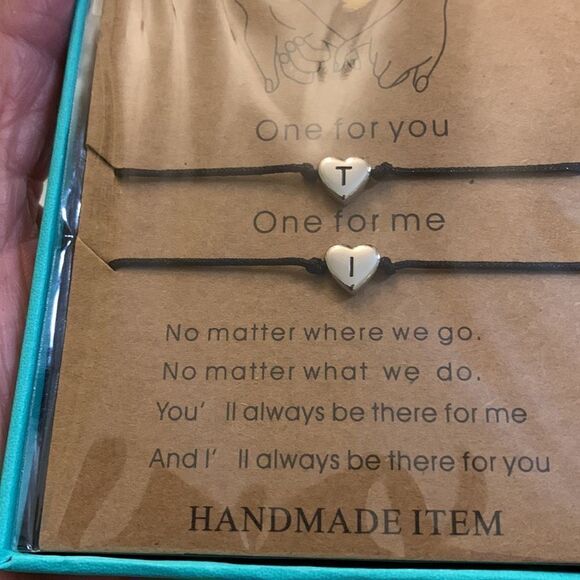 One for you
T
One for me
I
No matter where we go.
No matter what we do.
You' ll always be there for me
And I' ll always be there for you
HANDMADE ITEM